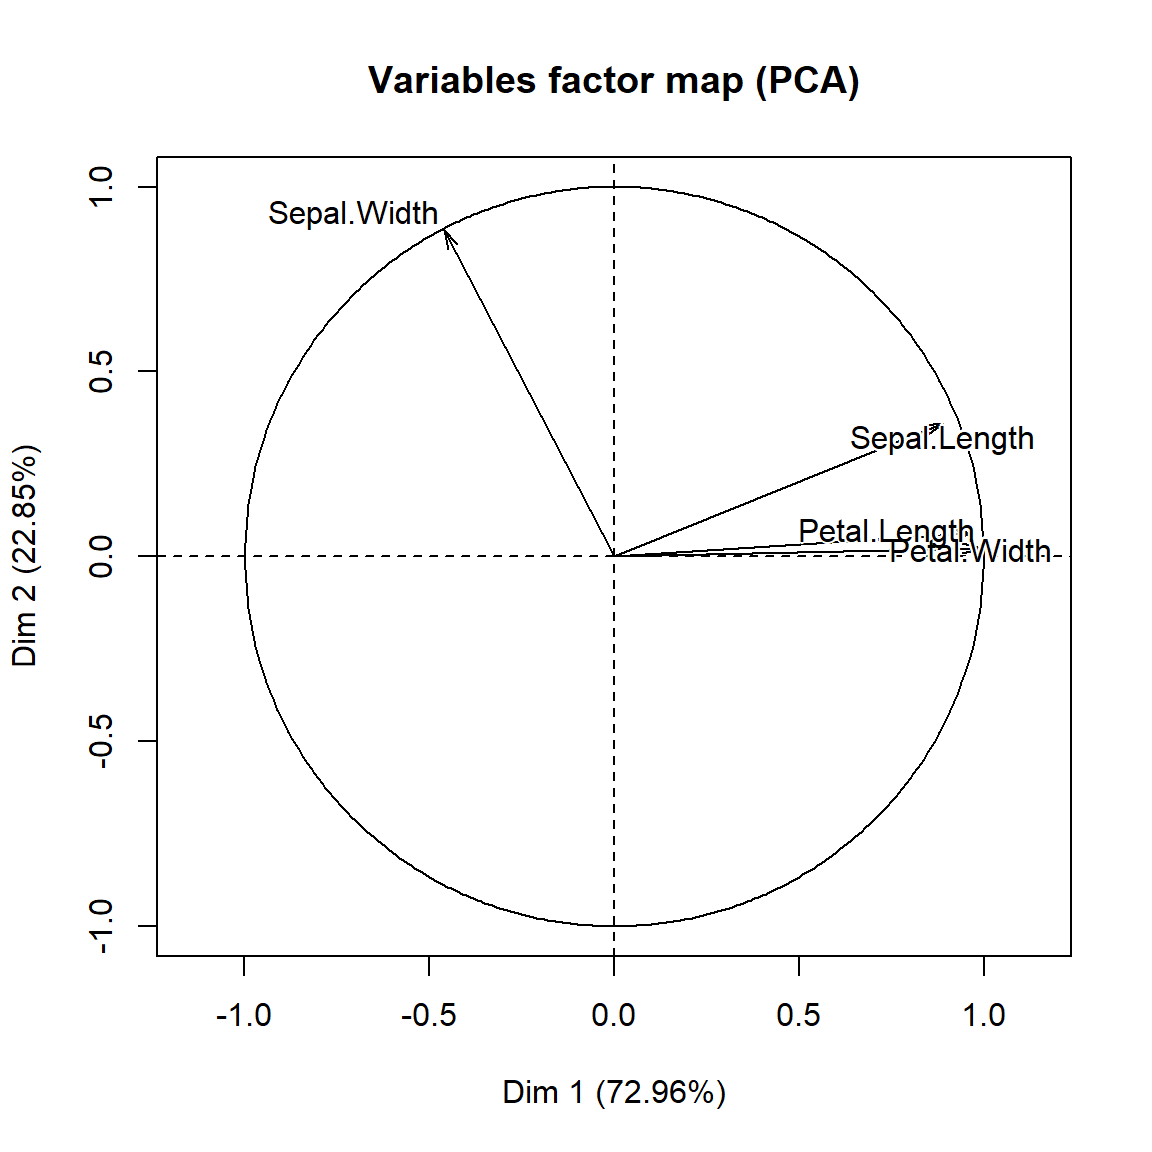 Variables factor map (PCA)
1.0
0.5
0.0
-0.5
-1.0
Dim 2 (22.85%)
Sepal.Width
Sepal.Length
Petal.Length
Petal.Width
-1.0
-0.5
0.0
0.5
1.0
Dim 1 (72.96%)